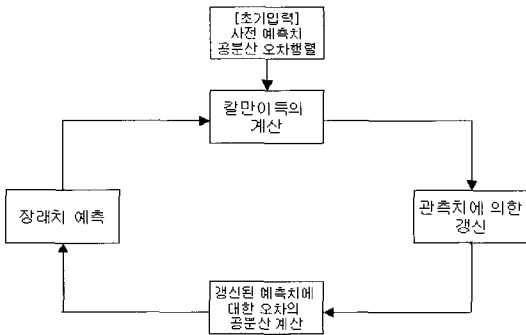 [초기입력]
사전 예측치
공분산 오차행렬
칼만이득의
계산
장래치 예측
관측치에 의한
갱신
갱신된 예측치에
대한 오차의
공분산 계산